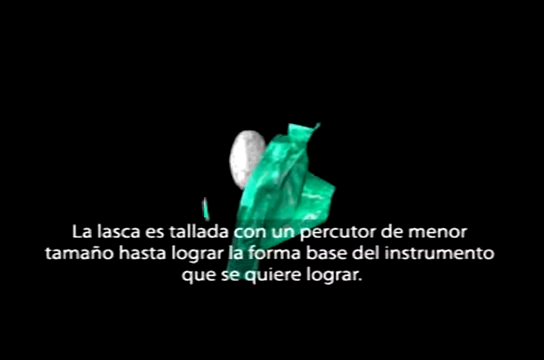 La lasca es tallada con un percutor de menor
tamaño hasta lograr la forma base del instrumento
que se quiere lograr.